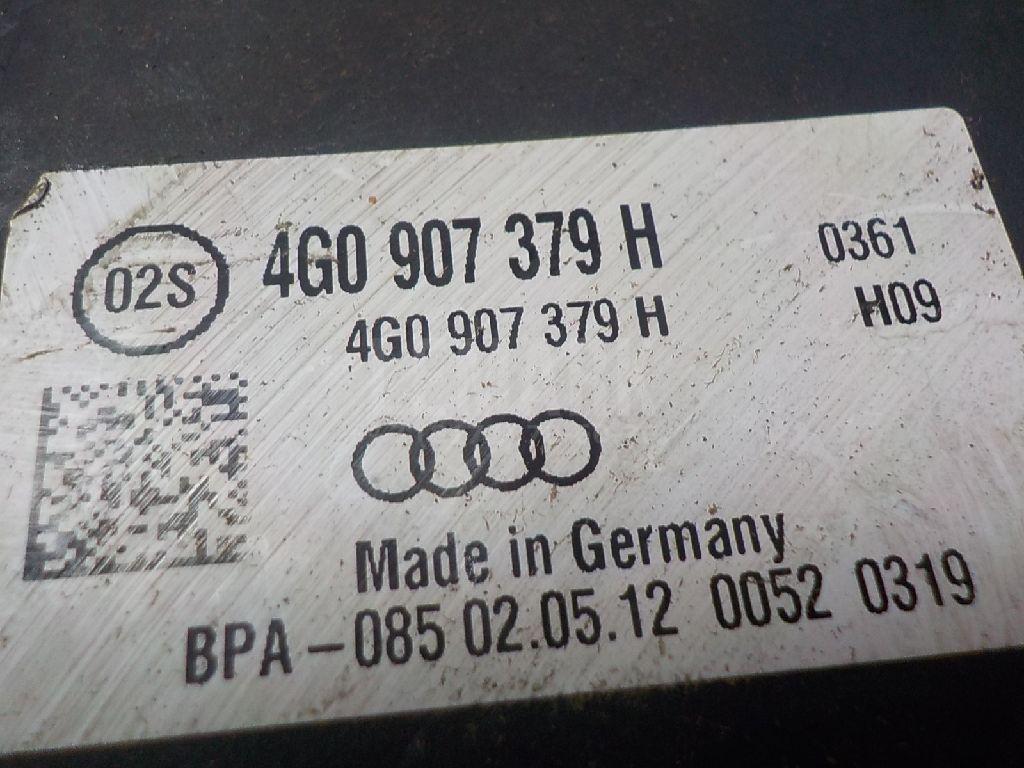 02S 4G0 907 379 H 0361
4G0 907 379 H H09
Made in Germany
BPA-085 02.05.12 0052 0319